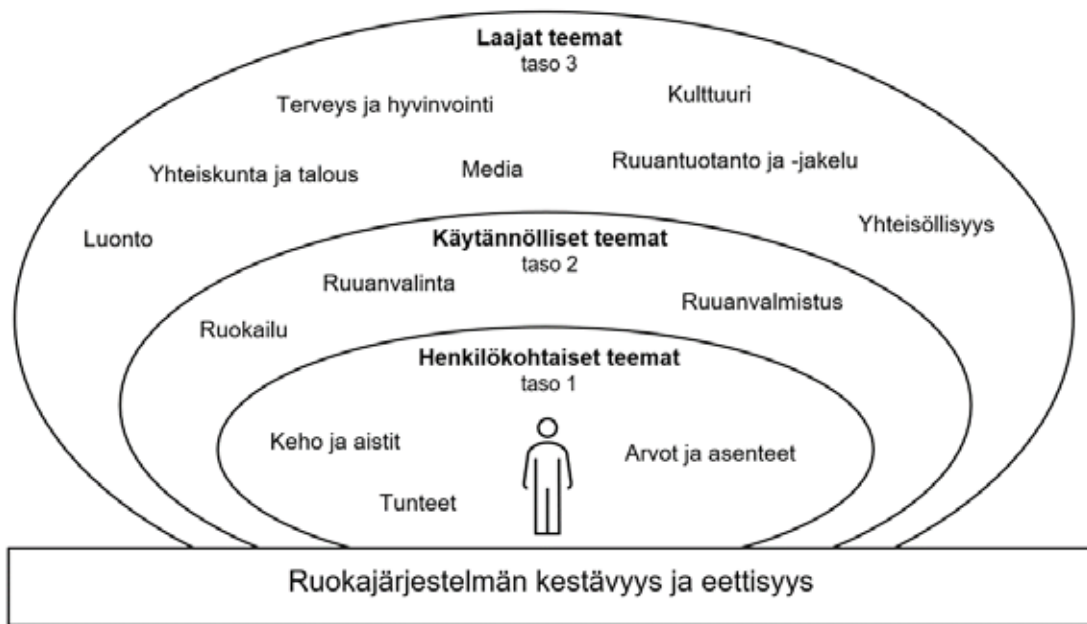 Laajat teemat
taso 3
Terveys ja hyvinvointi
Kulttuuri
Yhteiskunta ja talous
Media
Ruuantuotanto ja -jakelu
Luonto
Yhteisöllisyys
Käytännölliset teemat
taso 2
Ruuanvalinta
Ruuanvalmistus
Ruokailu
Henkilökohtaiset teemat
taso 1
Keho ja aistit
Arvot ja asenteet
Tunteet
Ruokajärjestelmän kestävyys ja eettisyys